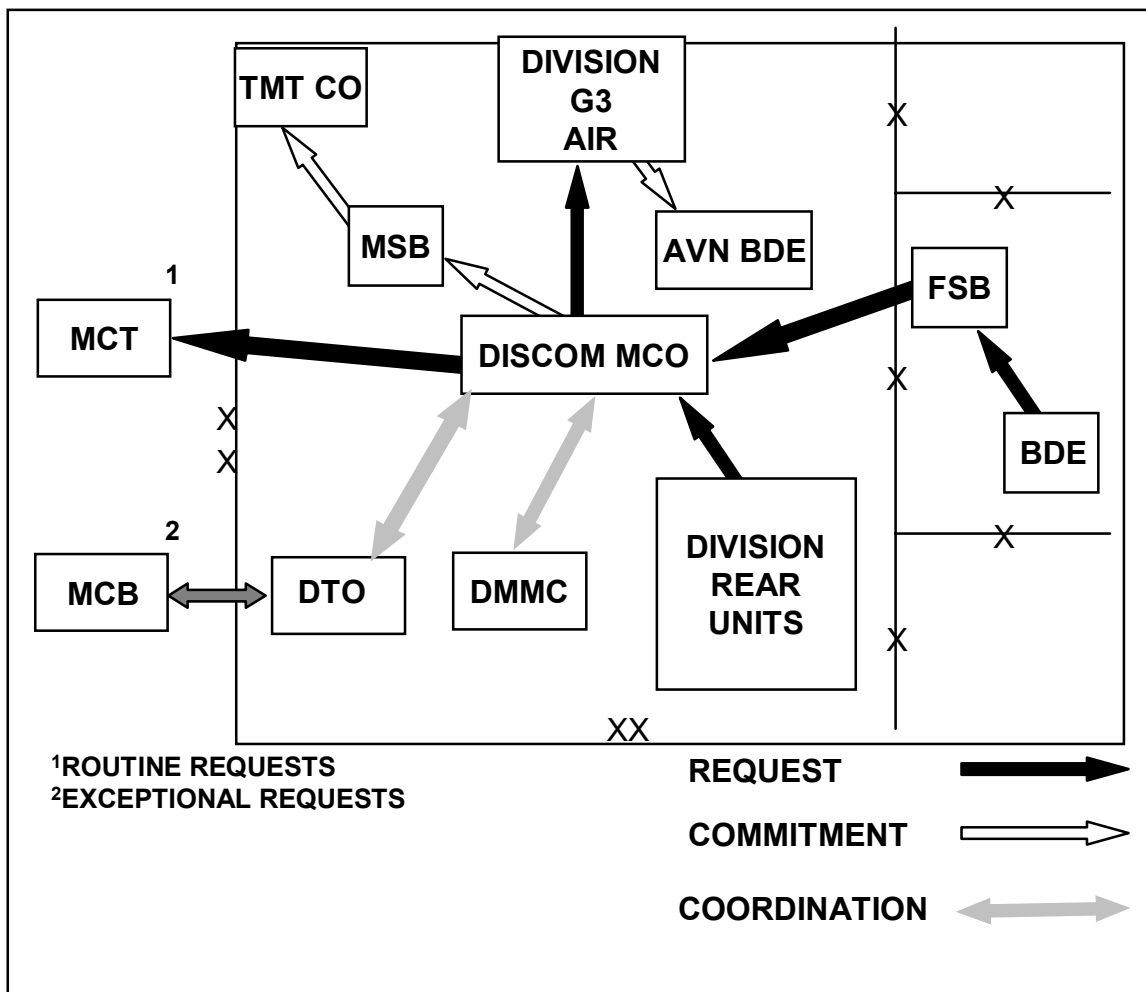 TMT CO
DIVISION
G3
AIR
X
X
MSB
AVN BDE
FSB
1
MCT
DISCOM MCO
X
X
X
BDE
2
DIVISION
REAR
UNITS
X
MCB
DTO
DMMC
X
XX
¹ROUTINE REQUESTS
²EXCEPTIONAL REQUESTS
REQUEST
COMMITMENT
COORDINATION